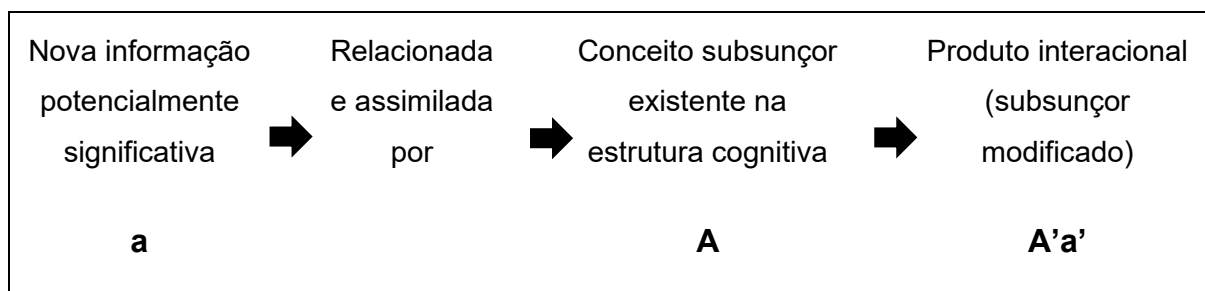 Nova informação
potencialmente
significativa
a
Relacionada
e assimilada
por
Conceito subsunçor
existente na
estrutura cognitiva
A
Produto interacional
(subsunçor
modificado)
A’a’